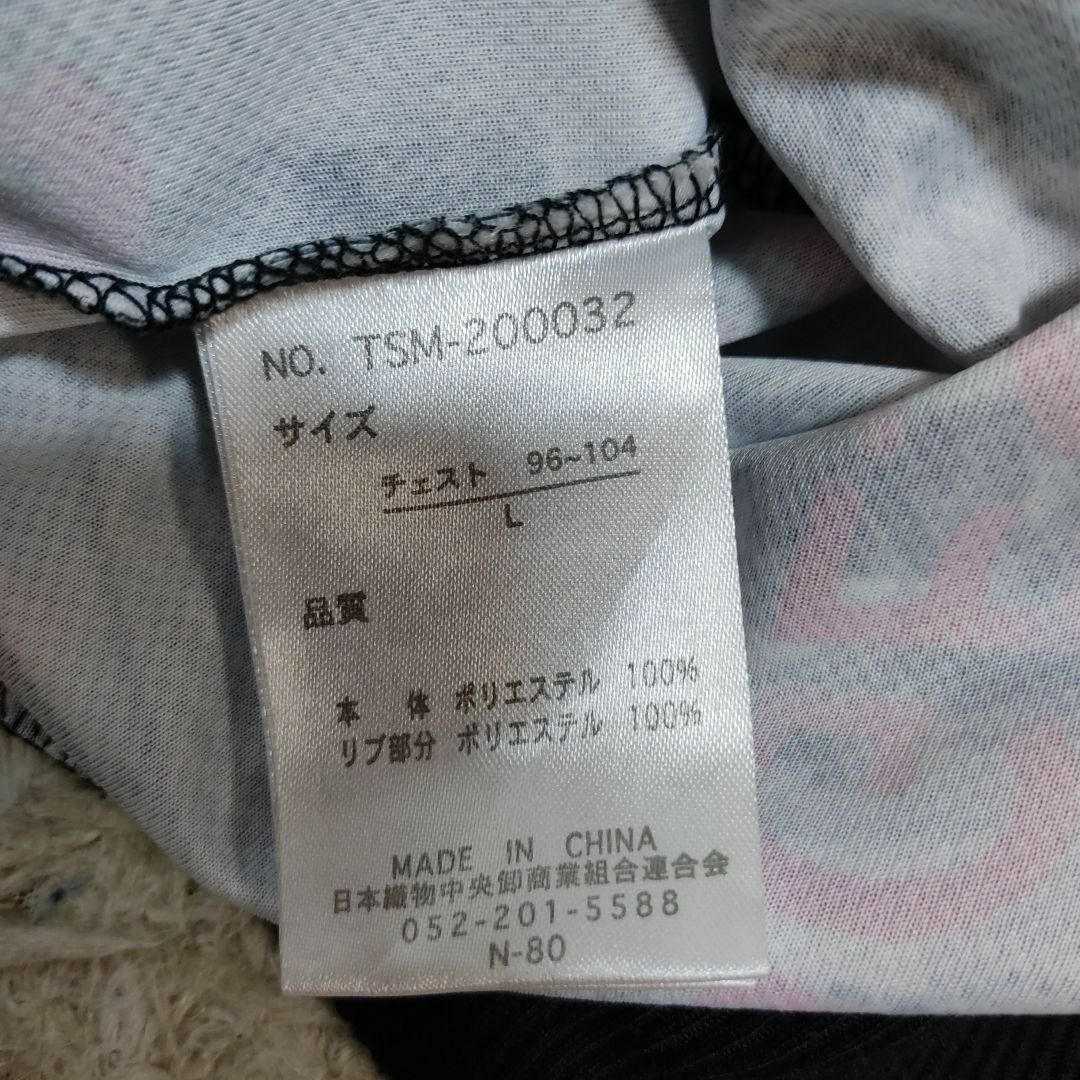 NO. TSM-200032
サイズ
チェスト 96~104
L
品質
本 体 ポリエステル 100%
リブ部分 ポリエステル 100%
MADE IN CHINA
日本織物中央卸商業組合連合会
052-201-5588
N-80